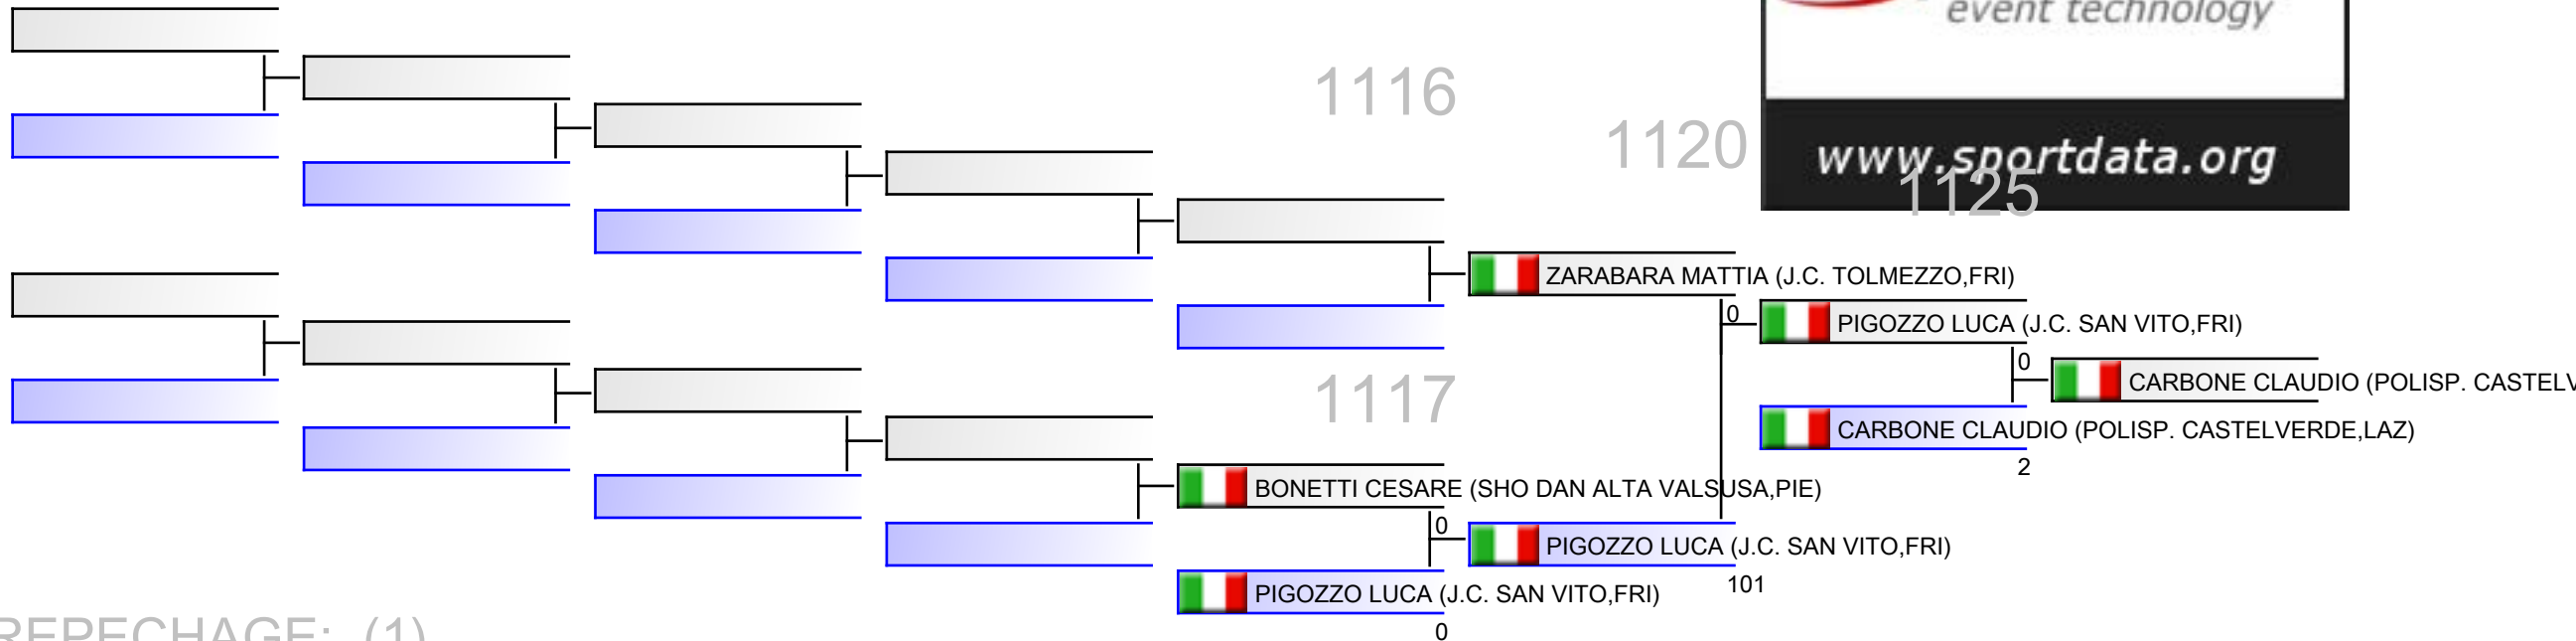 event technology
1116
1120
www.sportdata.org
1125
ZARABARA MATTIA (J.C. TOLMEZZO,FRI)
0
PIGOZZO LUCA (J.C. SAN VITO,FRI)
0
CARBONE CLAUDIO (POLISP. CASTELV
1117
CARBONE CLAUDIO (POLISP. CASTELVERDE,LAZ)
2
BONETTI CESARE (SHO DAN ALTA VALSUSA,PIE)
0
PIGOZZO LUCA (J.C. SAN VITO,FRI)
101
PIGOZZO LUCA (J.C. SAN VITO,FRI)
0
REPECHAGE: (1)